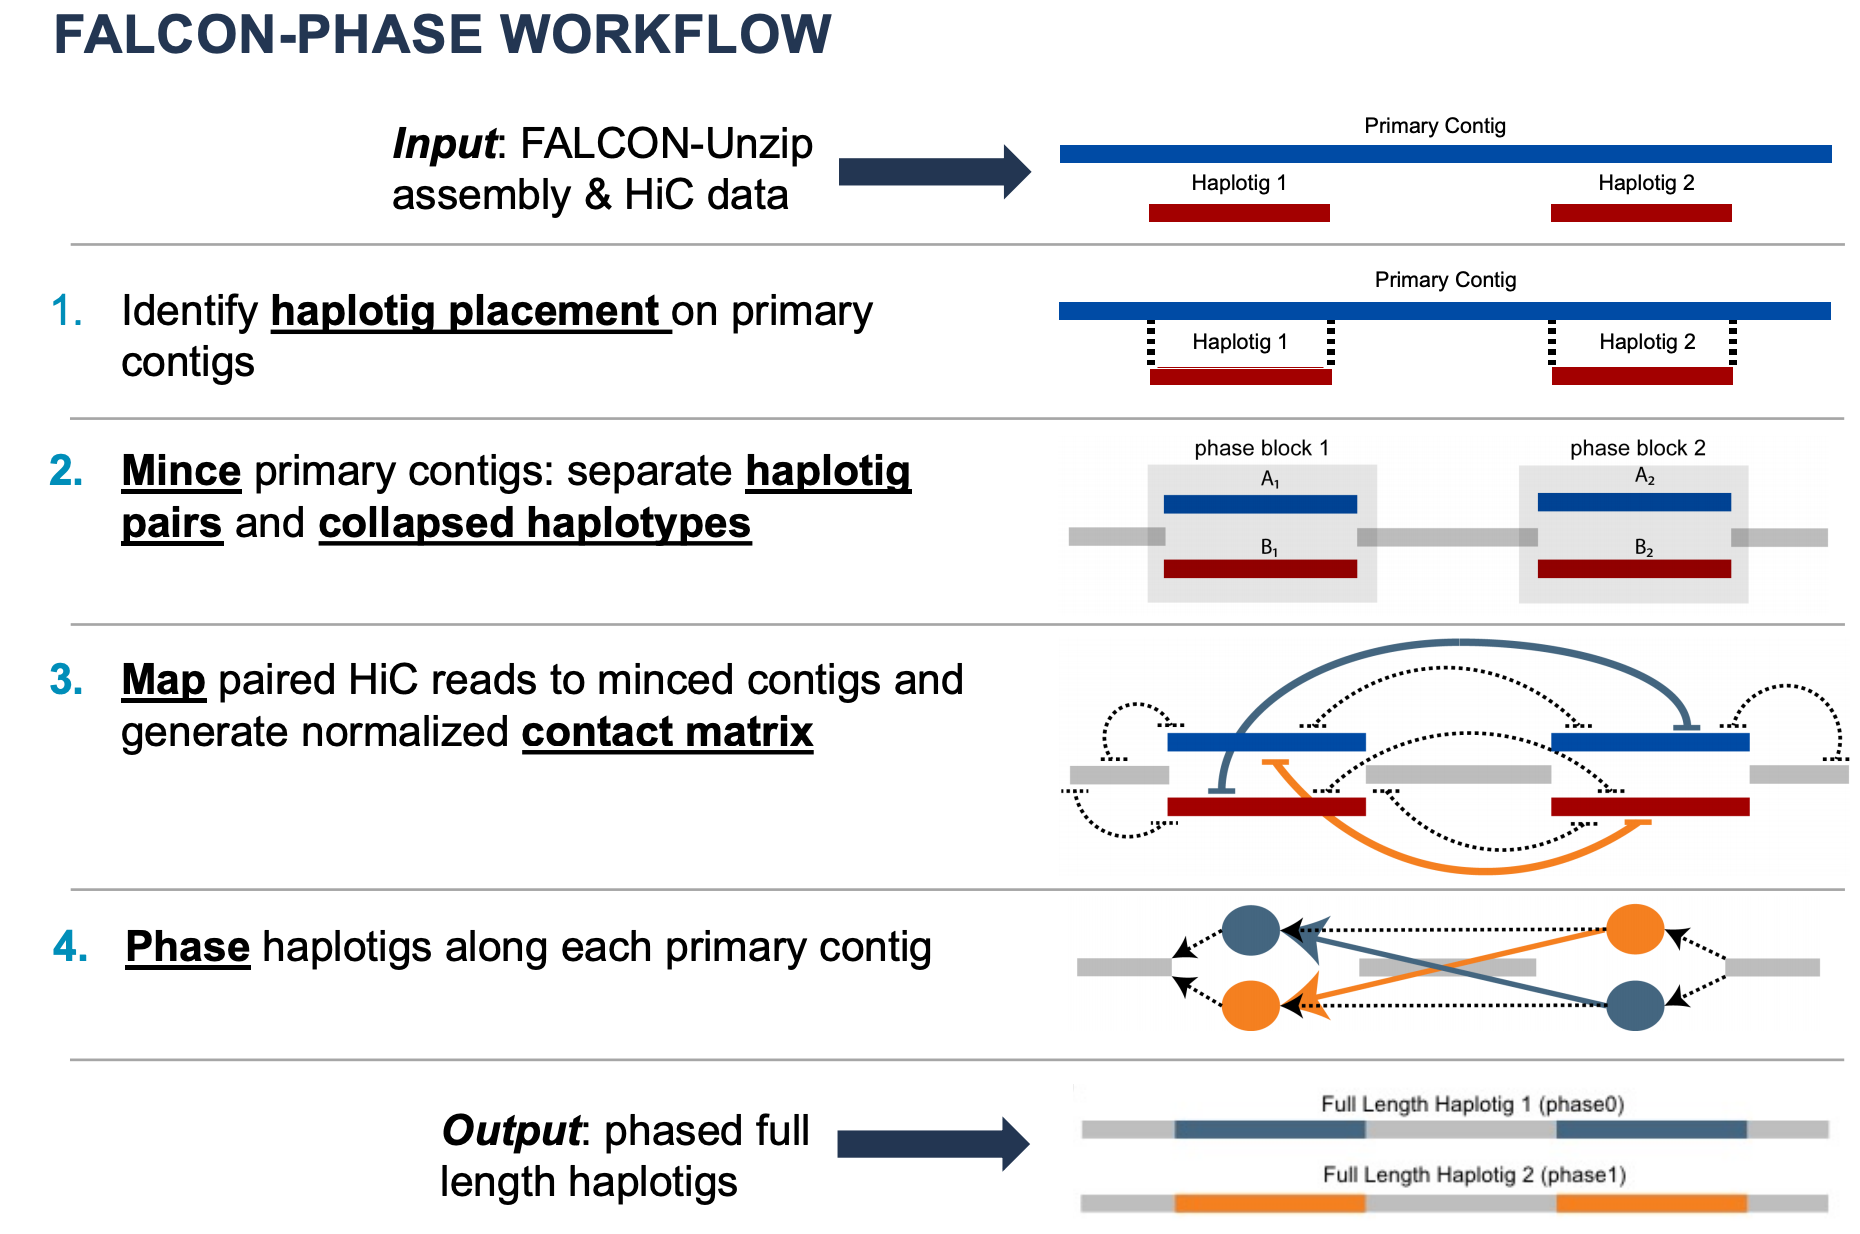 FALCON-PHASE WORKFLOW
Input: FALCON-Unzip
assembly & HiC data
Primary Contig
Haplotig 1
Haplotig 2
1. Identify haplotig placement on primary
contigs
Primary Contig
Haplotig 1
Haplotig 2
2. Mince primary contigs: separate haplotig
pairs and collapsed haplotypes
phase block 1
phase block 2
A₁
A₂
B₁
B₂
3. Map paired HiC reads to minced contigs and
generate normalized contact matrix
4. Phase haplotigs along each primary contig
Output: phased full
length haplotigs
Full Length Haplotig 1 (phase0)
Full Length Haplotig 2 (phase1)